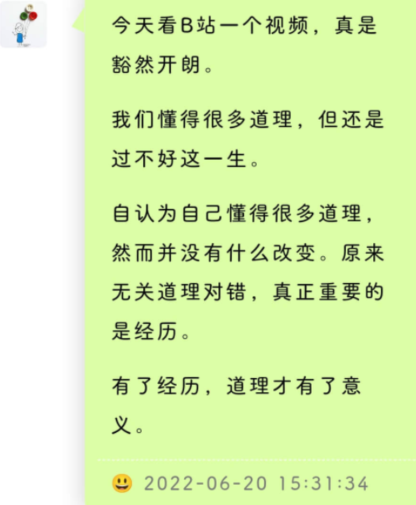 今天看B站一个视频，真是
豁然开朗。
我们懂得很多道理，但还是
过不好这一生。
自认为自己懂得很多道理，
然而并没有什么改变。原来
无关道理对错，真正重要的
是经历。
有了经历，道理才有了意
义。
😃 2022-06-20 15:31:34